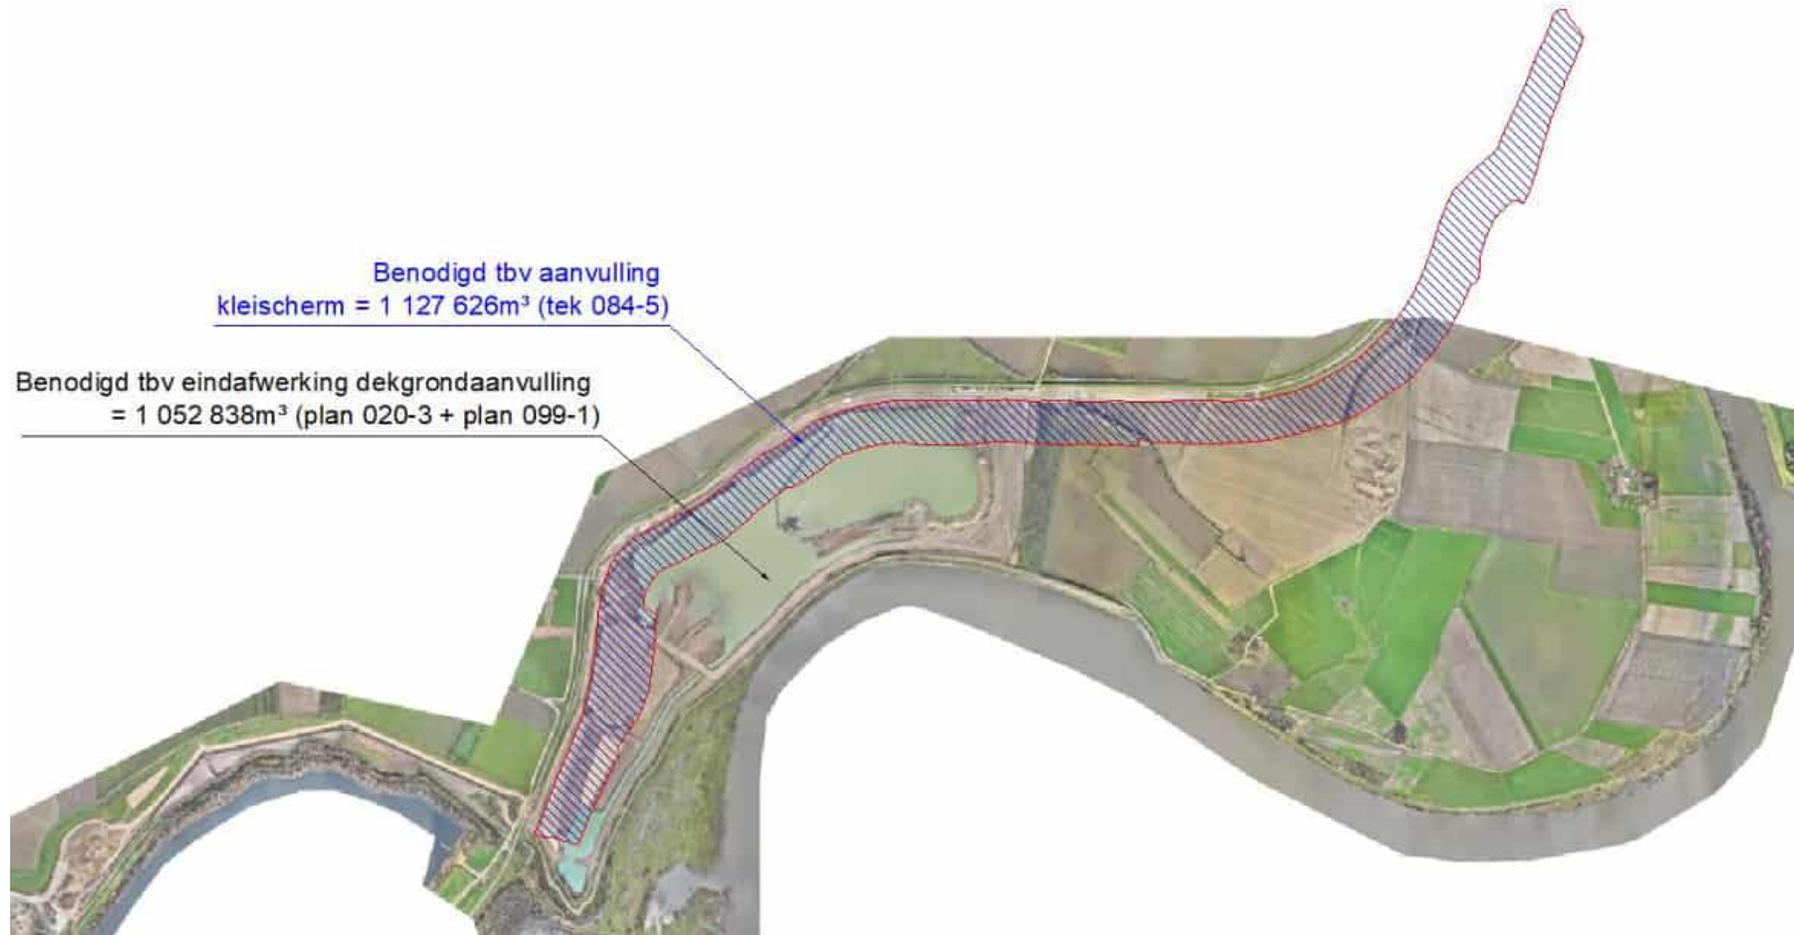 Benodigd tbv aanvulling
kleischerm = 1 127 626m³ (tek 084-5)
Benodigd tbv eindafwerking dekgrondaanvulling
= 1 052 838m³ (plan 020-3 + plan 099-1)